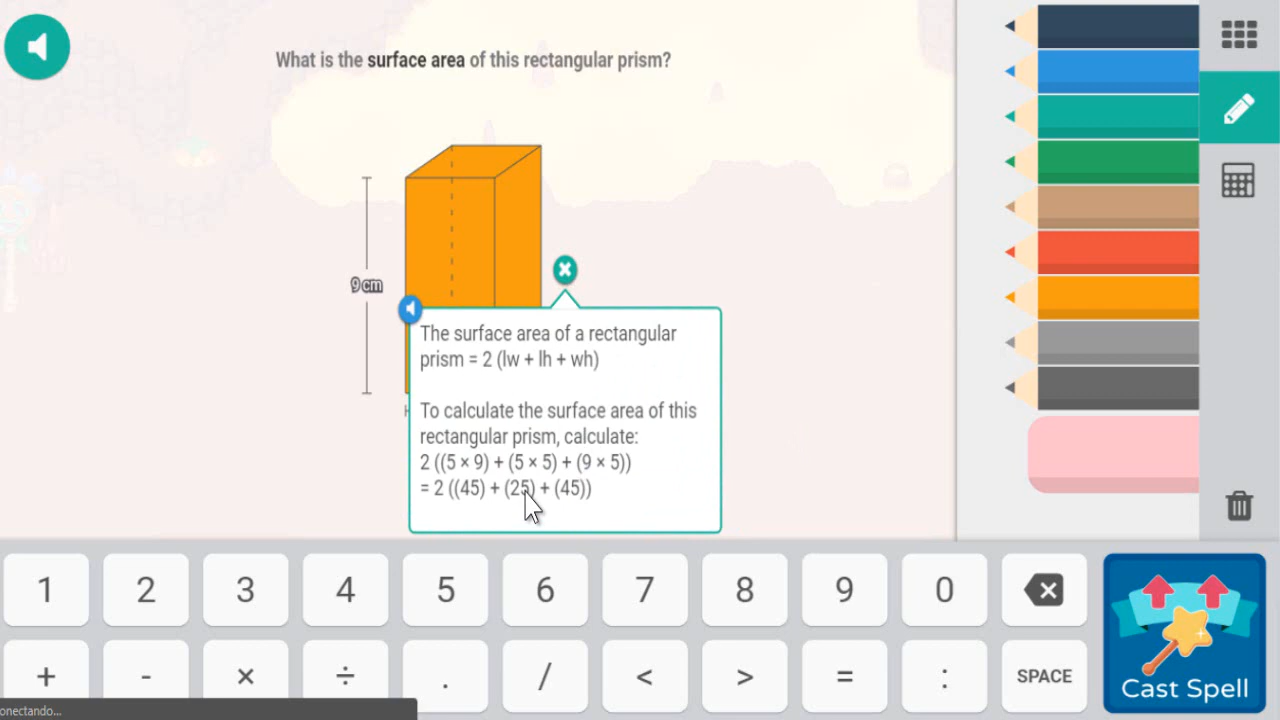 What is the surface area of this rectangular prism?
9 cm
The surface area of a rectangular
prism = 2 (lw + lh + wh)
To calculate the surface area of this
rectangular prism, calculate:
2 ((5 × 9) + (5 × 5) + (9 × 5))
= 2 ((45) + (25) + (45))
1 2 3 4 5 6 7 8 9 0
+ - × ÷ . / < > = : SPACE
Cast Spell
onectando...